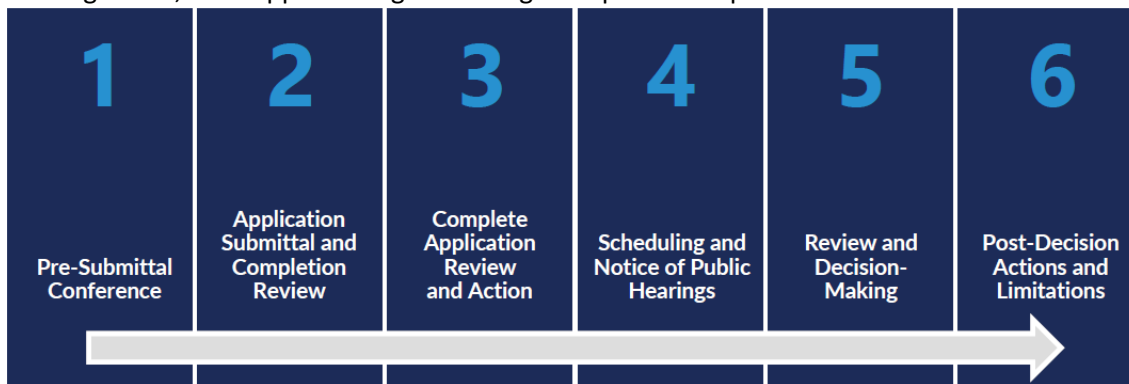 1
Pre-Submittal
Conference
2
Application
Submittal and
Completion
Review
3
Complete
Application
Review
and Action
4
Scheduling and
Notice of Public
Hearings
5
Review and
Decision-
Making
6
Post-Decision
Actions and
Limitations